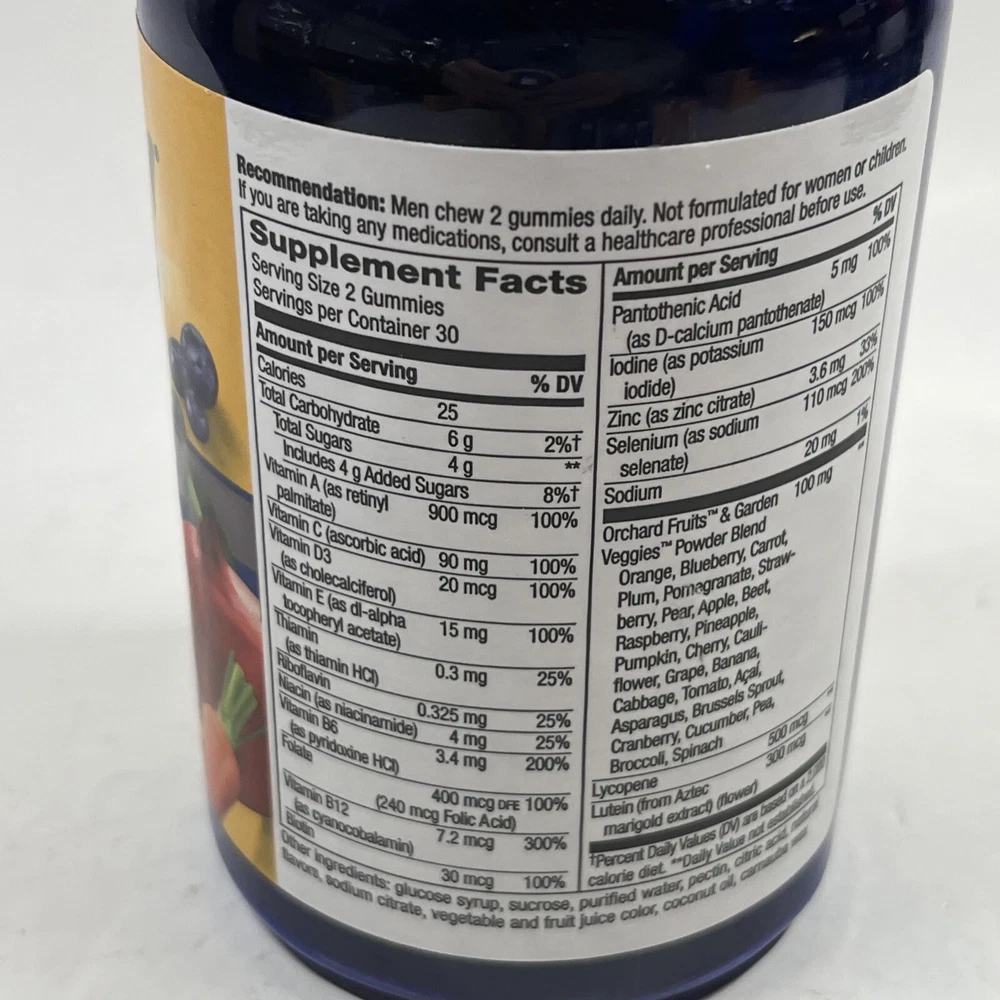 Recommendation: Men chew 2 gummies daily. Not formulated for women or children.
If you are taking any medications, consult a healthcare professional before use.
Supplement Facts
Serving Size 2 Gummies
Servings per Container 30
Amount per Serving % DV
Calories 25
Total Carbohydrate 6 g 2%†
Total Sugars 4 g **
Includes 4 g Added Sugars 8%†
Vitamin A (as retinyl
palmitate) 900 mcg 100%
Vitamin C (ascorbic acid) 90 mg 100%
Vitamin D3
(as cholecalciferol) 20 mcg 100%
Vitamin E (as dl-alpha
tocopheryl acetate) 15 mg 100%
Thiamin
(as thiamin HCl) 0.3 mg 25%
Riboflavin 0.325 mg 25%
Niacin (as niacinamide) 4 mg 25%
Vitamin B6
(as pyridoxine HCl) 3.4 mg 200%
Folate 400 mcg DFE 100%
(240 mcg Folic Acid)
Vitamin B12
(as cyanocobalamin) 7.2 mcg 300%
Biotin 30 mcg 100%
Amount per Serving % DV
Pantothenic Acid
(as D-calcium pantothenate) 5 mg 100%
Iodine (as potassium
iodide) 150 mcg 100%
Zinc (as zinc citrate) 3.6 mg 33%
Selenium (as sodium
selenate) 110 mcg 200%
Sodium 20 mg 1%
Orchard Fruits™ & Garden
Veggies™ Powder Blend 100 mg **
Orange, Blueberry, Carrot,
Plum, Pomegranate, Straw-
berry, Pear, Apple, Beet,
Raspberry, Pineapple,
Pumpkin, Cherry, Cauli-
flower, Grape, Banana,
Cabbage, Tomato, Açaí,
Asparagus, Brussels Sprout,
Cranberry, Cucumber, Pea,
Broccoli, Spinach
Lycopene 500 mcg **
Lutein (from Aztec
marigold extract) (flower) 300 mcg **
†Percent Daily Values (DV) are based on a 2,000
calorie diet. **Daily Value not established.
Other ingredients: glucose syrup, sucrose, purified water, pectin, citric acid, natural
flavors, sodium citrate, vegetable and fruit juice color, coconut oil, carnauba wax